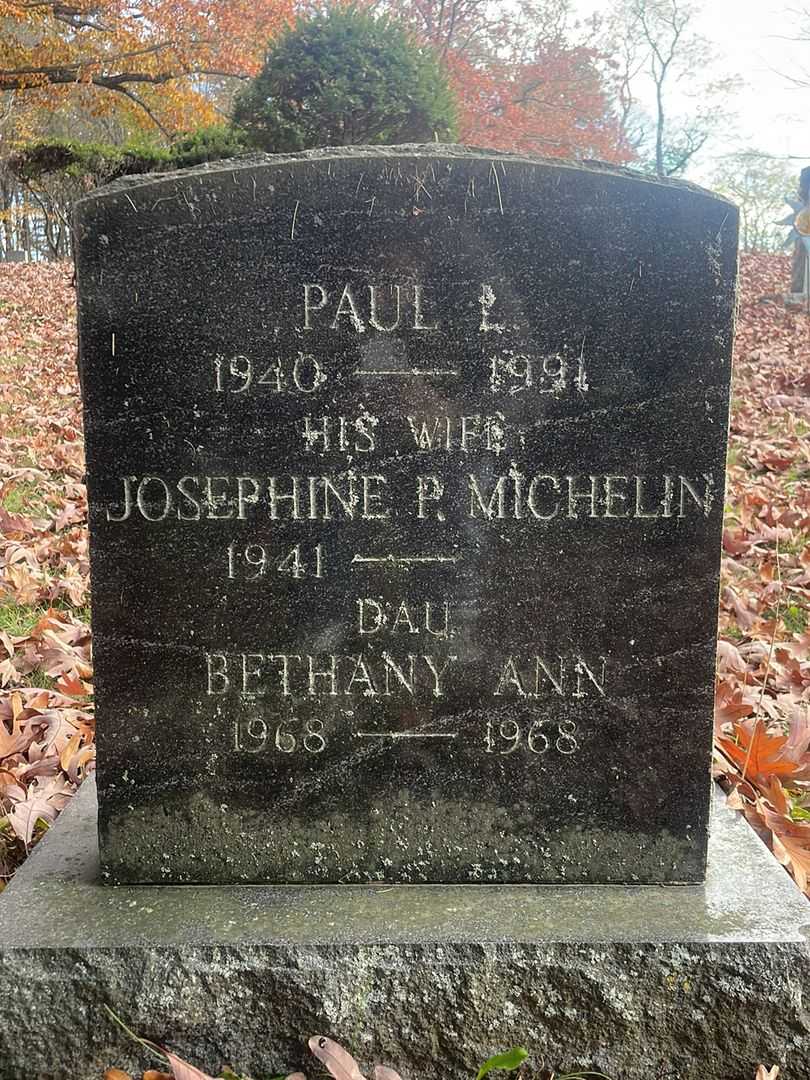 PAUL L.
1940 — 1991
HIS WIFE
JOSEPHINE P. MICHELIN
1941 —
DAU
BETHANY ANN
1968 — 1968